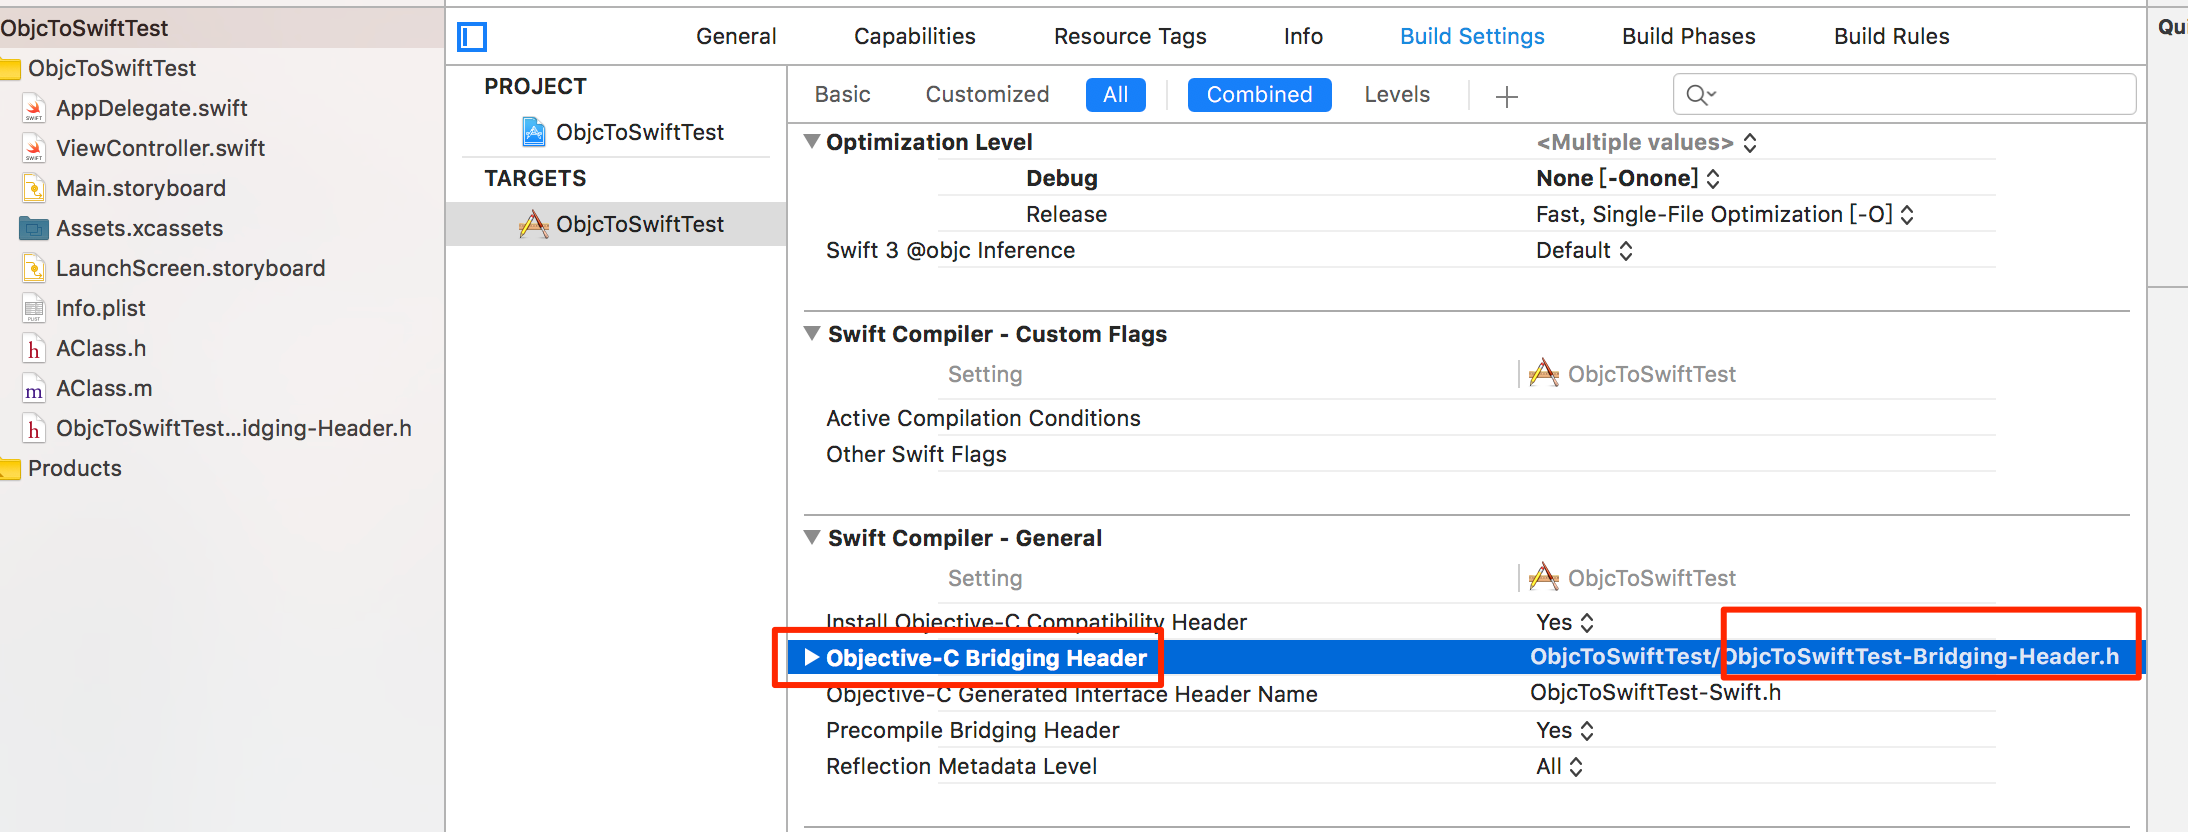 ObjcToSwiftTest
ObjcToSwiftTest
AppDelegate.swift
ViewController.swift
Main.storyboard
Assets.xcassets
LaunchScreen.storyboard
Info.plist
AClass.h
AClass.m
ObjcToSwiftTest...idging-Header.h
Products
General Capabilities Resource Tags Info Build Settings Build Phases Build Rules
PROJECT
ObjcToSwiftTest
TARGETS
ObjcToSwiftTest
Basic Customized All Combined Levels
Optimization Level <Multiple values>
Debug None [-Onone]
Release Fast, Single-File Optimization [-O]
Swift 3 @objc Inference Default
Swift Compiler - Custom Flags
Setting ObjcToSwiftTest
Active Compilation Conditions
Other Swift Flags
Swift Compiler - General
Setting ObjcToSwiftTest
Install Objective-C Compatibility Header Yes
Objective-C Bridging Header ObjcToSwiftTest/ObjcToSwiftTest-Bridging-Header.h
Objective-C Generated Interface Header Name ObjcToSwiftTest-Swift.h
Precompile Bridging Header Yes
Reflection Metadata Level All